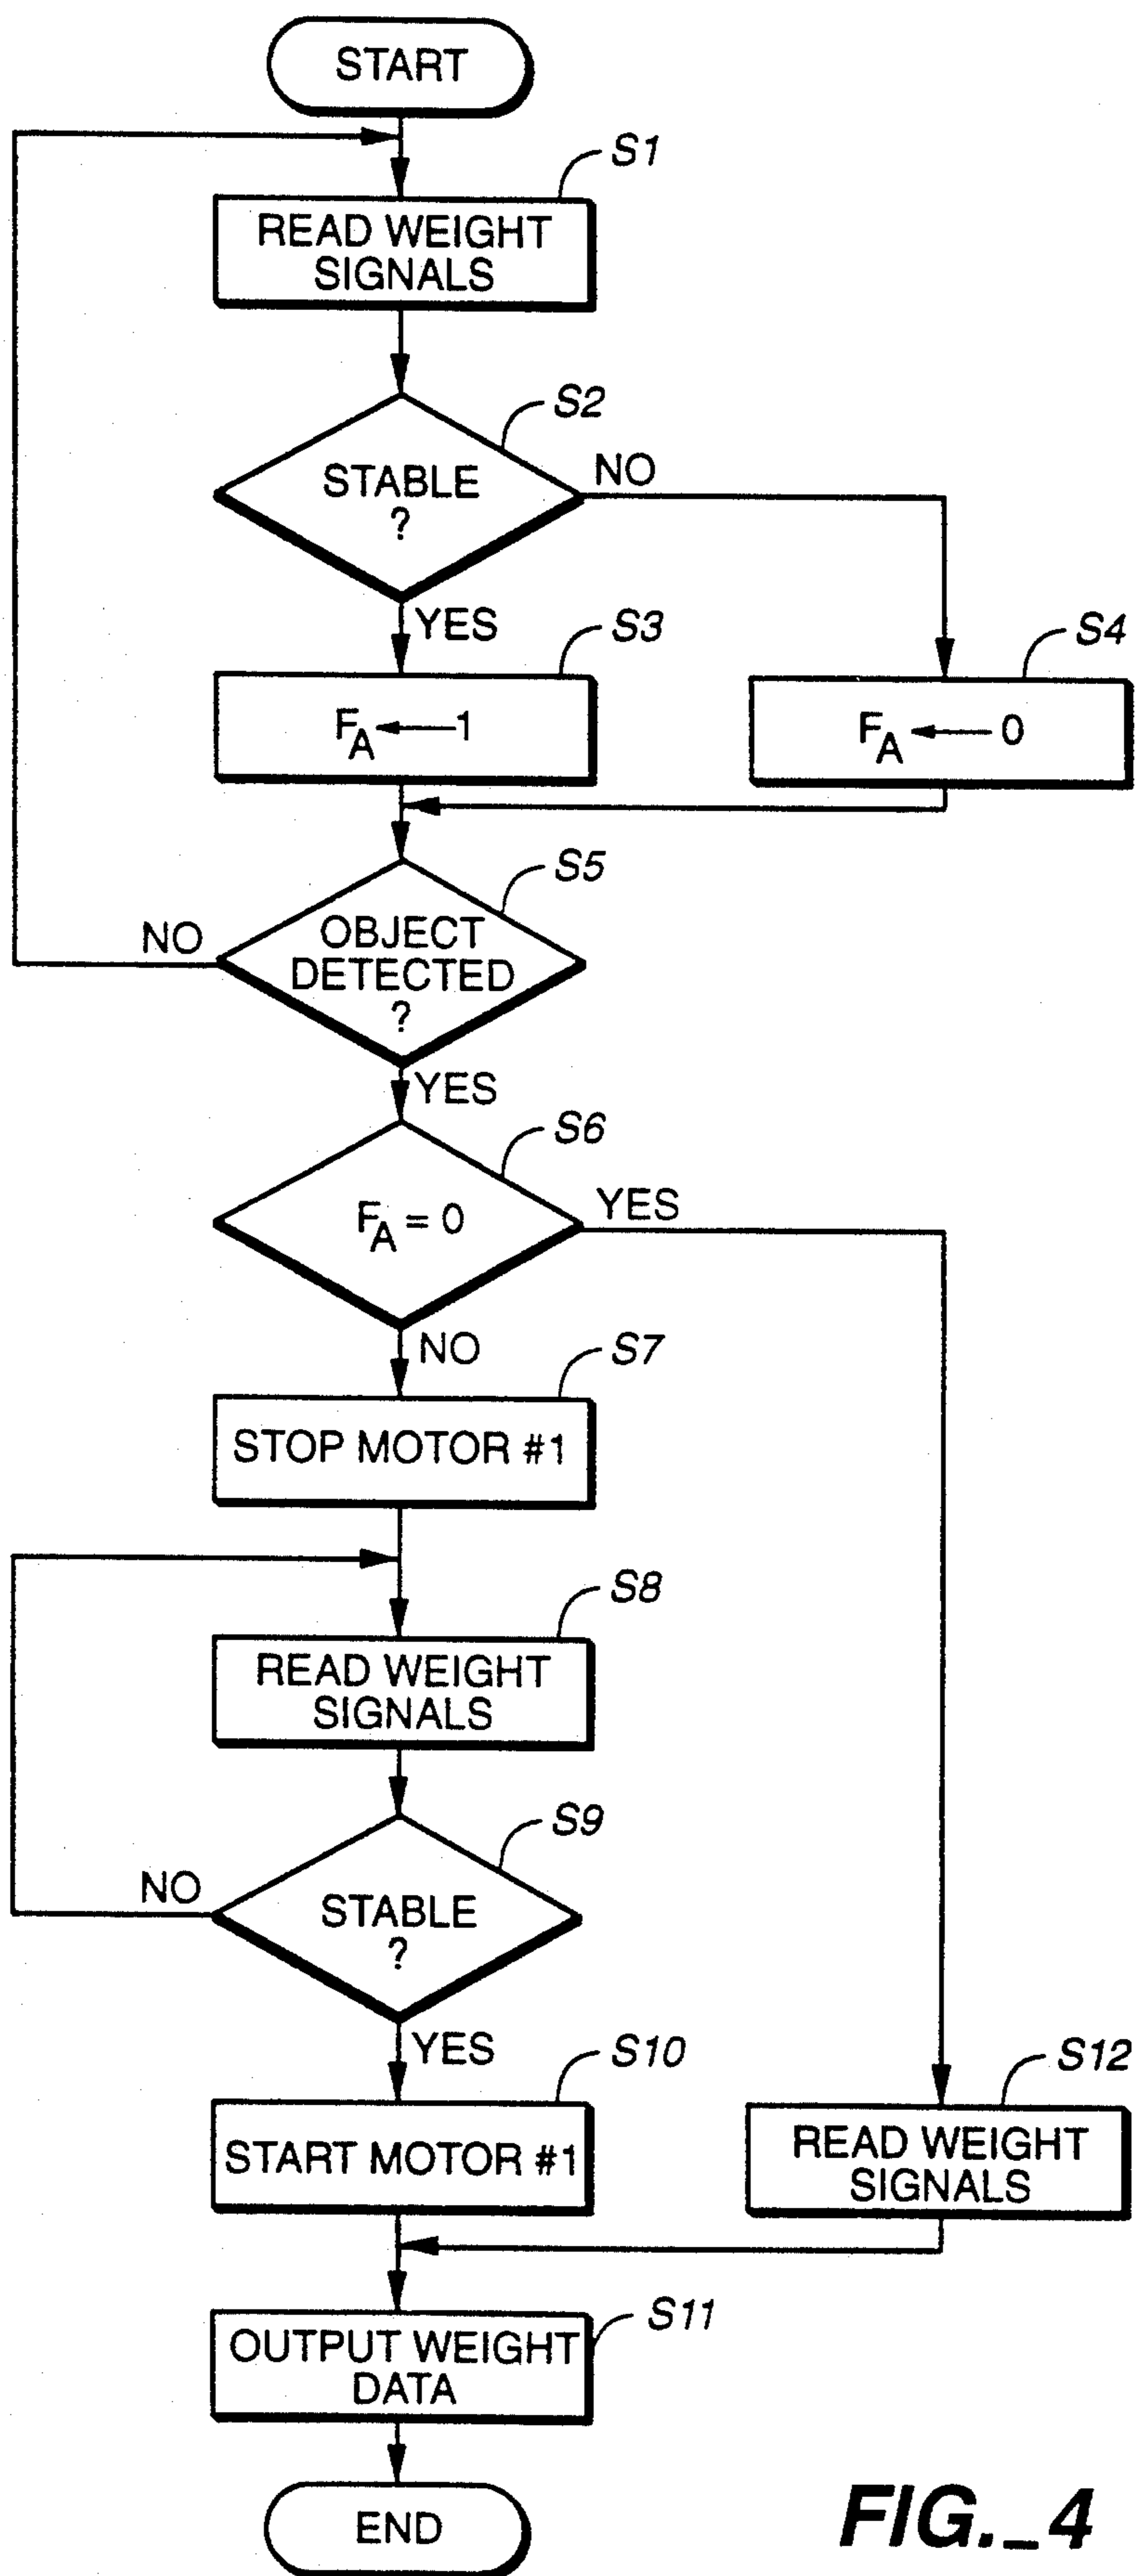 START
S1
READ WEIGHT
SIGNALS
S2
STABLE
?
NO
YES
S3
S4
FA ← 1
FA ← 0
S5
OBJECT
DETECTED
?
NO
YES
S6
FA = 0
YES
NO
S7
STOP MOTOR #1
S8
READ WEIGHT
SIGNALS
S9
STABLE
?
NO
YES
S10
S12
START MOTOR #1
READ WEIGHT
SIGNALS
S11
OUTPUT WEIGHT
DATA
END
FIG._4